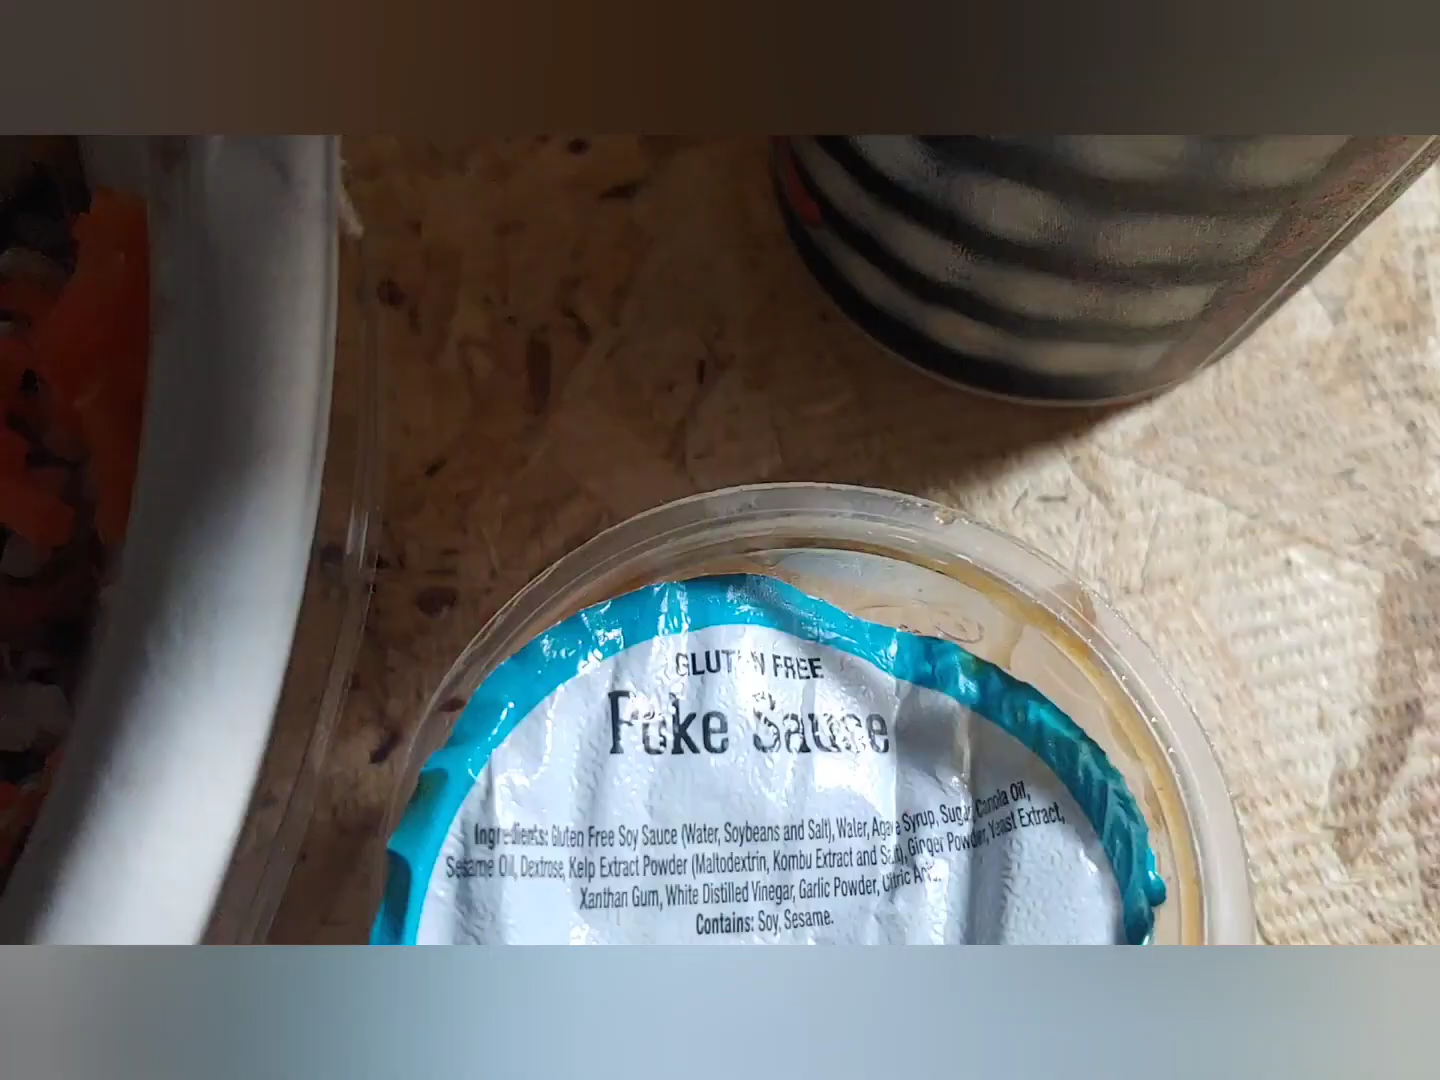 GLUTEN FREE
Poke Sauce
Ingredients: Gluten Free Soy Sauce (Water, Soybeans and Salt), Water, Agave Syrup, Sugar, Canola Oil,
Sesame Oil, Dextrose, Kelp Extract Powder (Maltodextrin, Kombu Extract and Salt), Ginger Powder, Yeast Extract,
Xanthan Gum, White Distilled Vinegar, Garlic Powder, Citric Acid.
Contains: Soy, Sesame.